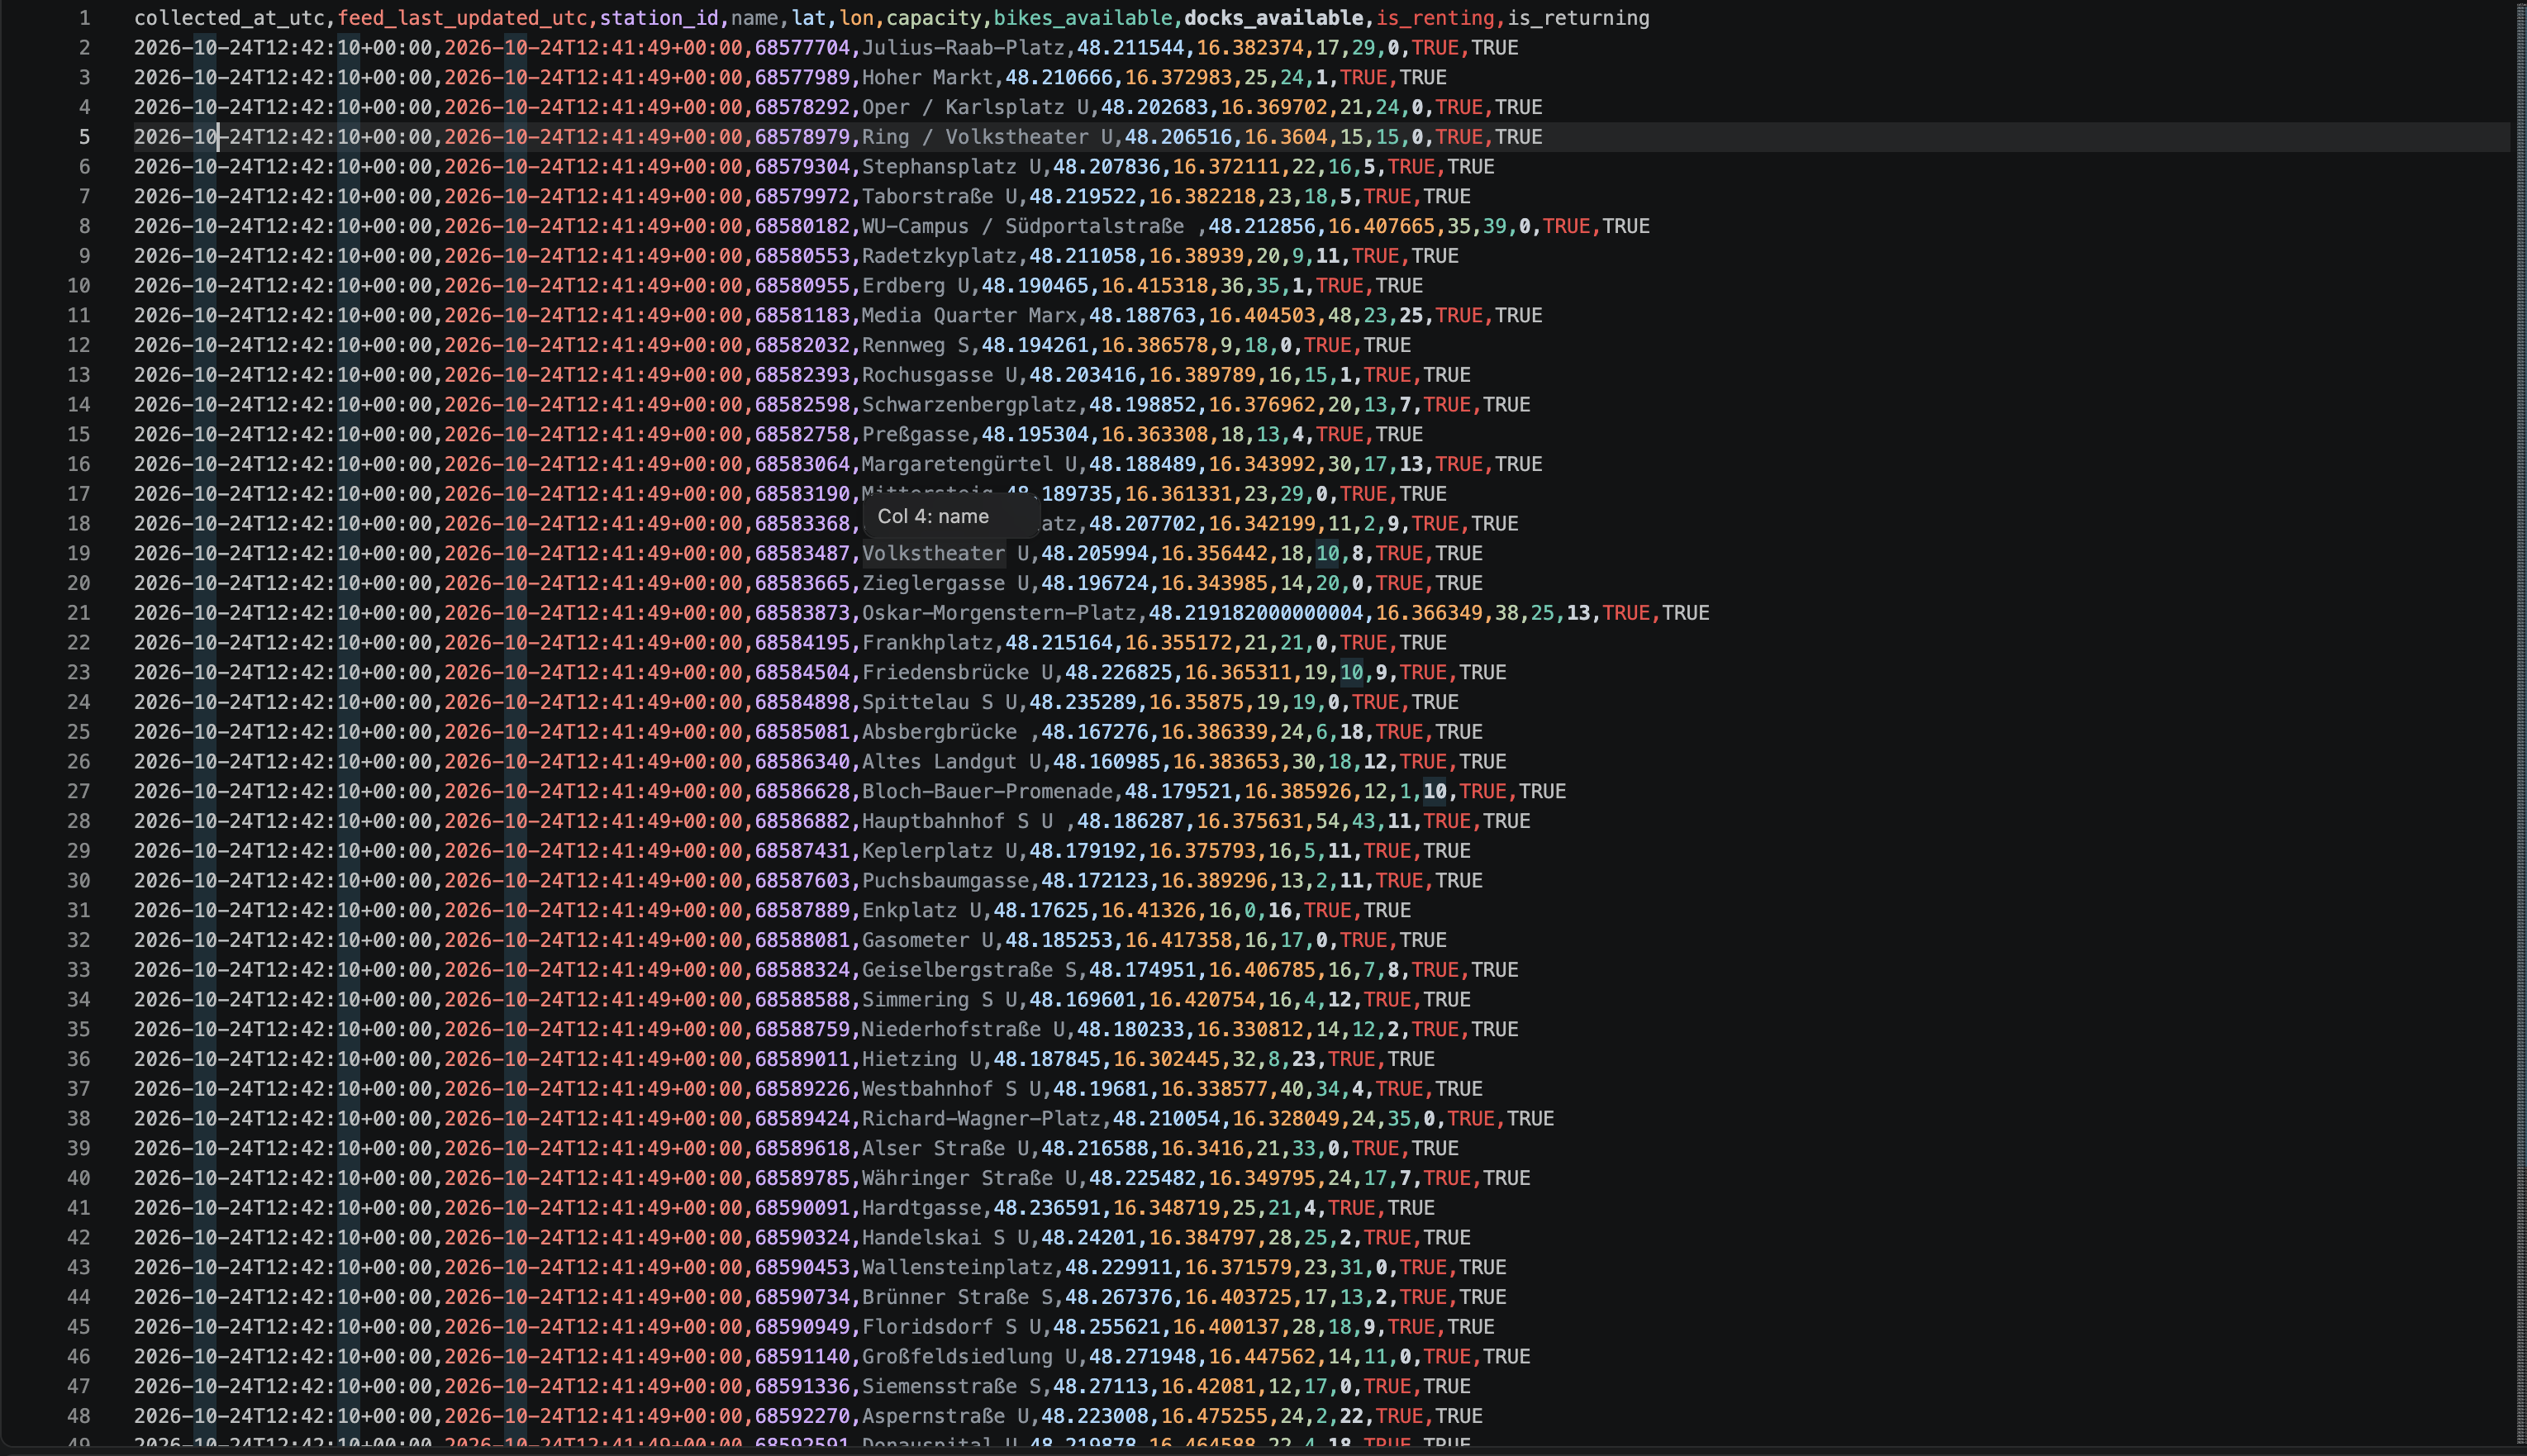 1 collected_at_utc,feed_last_updated_utc,station_id,name,lat,lon,capacity,bikes_available,docks_available,is_renting,is_returning
2 2026-10-24T12:42:10+00:00,2026-10-24T12:41:49+00:00,68577704,Julius-Raab-Platz,48.211544,16.382374,17,29,0,TRUE,TRUE
3 2026-10-24T12:42:10+00:00,2026-10-24T12:41:49+00:00,68577989,Hoher Markt,48.210666,16.372983,25,24,1,TRUE,TRUE
4 2026-10-24T12:42:10+00:00,2026-10-24T12:41:49+00:00,68578292,Oper / Karlsplatz U,48.202683,16.369702,21,24,0,TRUE,TRUE
5 2026-10-24T12:42:10+00:00,2026-10-24T12:41:49+00:00,68578979,Ring / Volkstheater U,48.206516,16.3604,15,15,0,TRUE,TRUE
6 2026-10-24T12:42:10+00:00,2026-10-24T12:41:49+00:00,68579304,Stephansplatz U,48.207836,16.372111,22,16,5,TRUE,TRUE
7 2026-10-24T12:42:10+00:00,2026-10-24T12:41:49+00:00,68579972,Taborstraße U,48.219522,16.382218,23,18,5,TRUE,TRUE
8 2026-10-24T12:42:10+00:00,2026-10-24T12:41:49+00:00,68580182,WU-Campus / Südportalstraße ,48.212856,16.407665,35,39,0,TRUE,TRUE
9 2026-10-24T12:42:10+00:00,2026-10-24T12:41:49+00:00,68580553,Radetzkyplatz,48.211058,16.38939,20,9,11,TRUE,TRUE
10 2026-10-24T12:42:10+00:00,2026-10-24T12:41:49+00:00,68580955,Erdberg U,48.190465,16.415318,36,35,1,TRUE,TRUE
11 2026-10-24T12:42:10+00:00,2026-10-24T12:41:49+00:00,68581183,Media Quarter Marx,48.188763,16.404503,48,23,25,TRUE,TRUE
12 2026-10-24T12:42:10+00:00,2026-10-24T12:41:49+00:00,68582032,Rennweg S,48.194261,16.386578,9,18,0,TRUE,TRUE
13 2026-10-24T12:42:10+00:00,2026-10-24T12:41:49+00:00,68582393,Rochusgasse U,48.203416,16.389789,16,15,1,TRUE,TRUE
14 2026-10-24T12:42:10+00:00,2026-10-24T12:41:49+00:00,68582598,Schwarzenbergplatz,48.198852,16.376962,20,13,7,TRUE,TRUE
15 2026-10-24T12:42:10+00:00,2026-10-24T12:41:49+00:00,68582758,Preßgasse,48.195304,16.363308,18,13,4,TRUE,TRUE
16 2026-10-24T12:42:10+00:00,2026-10-24T12:41:49+00:00,68583064,Margaretengürtel U,48.188489,16.343992,30,17,13,TRUE,TRUE
17 2026-10-24T12:42:10+00:00,2026-10-24T12:41:49+00:00,68583190,Mittersteig,48.189735,16.361331,23,29,0,TRUE,TRUE
Col 4: name
18 2026-10-24T12:42:10+00:00,2026-10-24T12:41:49+00:00,68583368, atz,48.207702,16.342199,11,2,9,TRUE,TRUE
19 2026-10-24T12:42:10+00:00,2026-10-24T12:41:49+00:00,68583487,Volkstheater U,48.205994,16.356442,18,10,8,TRUE,TRUE
20 2026-10-24T12:42:10+00:00,2026-10-24T12:41:49+00:00,68583665,Zieglergasse U,48.196724,16.343985,14,20,0,TRUE,TRUE
21 2026-10-24T12:42:10+00:00,2026-10-24T12:41:49+00:00,68583873,Oskar-Morgenstern-Platz,48.219182000000004,16.366349,38,25,13,TRUE,TRUE
22 2026-10-24T12:42:10+00:00,2026-10-24T12:41:49+00:00,68584195,Frankhplatz,48.215164,16.355172,21,21,0,TRUE,TRUE
23 2026-10-24T12:42:10+00:00,2026-10-24T12:41:49+00:00,68584504,Friedensbrücke U,48.226825,16.365311,19,10,9,TRUE,TRUE
24 2026-10-24T12:42:10+00:00,2026-10-24T12:41:49+00:00,68584898,Spittelau S U,48.235289,16.35875,19,19,0,TRUE,TRUE
25 2026-10-24T12:42:10+00:00,2026-10-24T12:41:49+00:00,68585081,Absbergbrücke ,48.167276,16.386339,24,6,18,TRUE,TRUE
26 2026-10-24T12:42:10+00:00,2026-10-24T12:41:49+00:00,68586340,Altes Landgut U,48.160985,16.383653,30,18,12,TRUE,TRUE
27 2026-10-24T12:42:10+00:00,2026-10-24T12:41:49+00:00,68586628,Bloch-Bauer-Promenade,48.179521,16.385926,12,1,10,TRUE,TRUE
28 2026-10-24T12:42:10+00:00,2026-10-24T12:41:49+00:00,68586882,Hauptbahnhof S U ,48.186287,16.375631,54,43,11,TRUE,TRUE
29 2026-10-24T12:42:10+00:00,2026-10-24T12:41:49+00:00,68587431,Keplerplatz U,48.179192,16.375793,16,5,11,TRUE,TRUE
30 2026-10-24T12:42:10+00:00,2026-10-24T12:41:49+00:00,68587603,Puchsbaumgasse,48.172123,16.389296,13,2,11,TRUE,TRUE
31 2026-10-24T12:42:10+00:00,2026-10-24T12:41:49+00:00,68587889,Enkplatz U,48.17625,16.41326,16,0,16,TRUE,TRUE
32 2026-10-24T12:42:10+00:00,2026-10-24T12:41:49+00:00,68588081,Gasometer U,48.185253,16.417358,16,17,0,TRUE,TRUE
33 2026-10-24T12:42:10+00:00,2026-10-24T12:41:49+00:00,68588324,Geiselbergstraße S,48.174951,16.406785,16,7,8,TRUE,TRUE
34 2026-10-24T12:42:10+00:00,2026-10-24T12:41:49+00:00,68588588,Simmering S U,48.169601,16.420754,16,4,12,TRUE,TRUE
35 2026-10-24T12:42:10+00:00,2026-10-24T12:41:49+00:00,68588759,Niederhofstraße U,48.180233,16.330812,14,12,2,TRUE,TRUE
36 2026-10-24T12:42:10+00:00,2026-10-24T12:41:49+00:00,68589011,Hietzing U,48.187845,16.302445,32,8,23,TRUE,TRUE
37 2026-10-24T12:42:10+00:00,2026-10-24T12:41:49+00:00,68589226,Westbahnhof S U,48.19681,16.338577,40,34,4,TRUE,TRUE
38 2026-10-24T12:42:10+00:00,2026-10-24T12:41:49+00:00,68589424,Richard-Wagner-Platz,48.210054,16.328049,24,35,0,TRUE,TRUE
39 2026-10-24T12:42:10+00:00,2026-10-24T12:41:49+00:00,68589618,Alser Straße U,48.216588,16.3416,21,33,0,TRUE,TRUE
40 2026-10-24T12:42:10+00:00,2026-10-24T12:41:49+00:00,68589785,Währinger Straße U,48.225482,16.349795,24,17,7,TRUE,TRUE
41 2026-10-24T12:42:10+00:00,2026-10-24T12:41:49+00:00,68590091,Hardtgasse,48.236591,16.348719,25,21,4,TRUE,TRUE
42 2026-10-24T12:42:10+00:00,2026-10-24T12:41:49+00:00,68590324,Handelskai S U,48.24201,16.384797,28,25,2,TRUE,TRUE
43 2026-10-24T12:42:10+00:00,2026-10-24T12:41:49+00:00,68590453,Wallensteinplatz,48.229911,16.371579,23,31,0,TRUE,TRUE
44 2026-10-24T12:42:10+00:00,2026-10-24T12:41:49+00:00,68590734,Brünner Straße S,48.267376,16.403725,17,13,2,TRUE,TRUE
45 2026-10-24T12:42:10+00:00,2026-10-24T12:41:49+00:00,68590949,Floridsdorf S U,48.255621,16.400137,28,18,9,TRUE,TRUE
46 2026-10-24T12:42:10+00:00,2026-10-24T12:41:49+00:00,68591140,Großfeldsiedlung U,48.271948,16.447562,14,11,0,TRUE,TRUE
47 2026-10-24T12:42:10+00:00,2026-10-24T12:41:49+00:00,68591336,Siemensstraße S,48.27113,16.42081,12,17,0,TRUE,TRUE
48 2026-10-24T12:42:10+00:00,2026-10-24T12:41:49+00:00,68592270,Aspernstraße U,48.223008,16.475255,24,2,22,TRUE,TRUE
49 2026-10-24T12:42:10+00:00,2026-10-24T12:41:49+00:00,68592591,Donauspital U,48.219878,16.464588,22,4,18,TRUE,TRUE